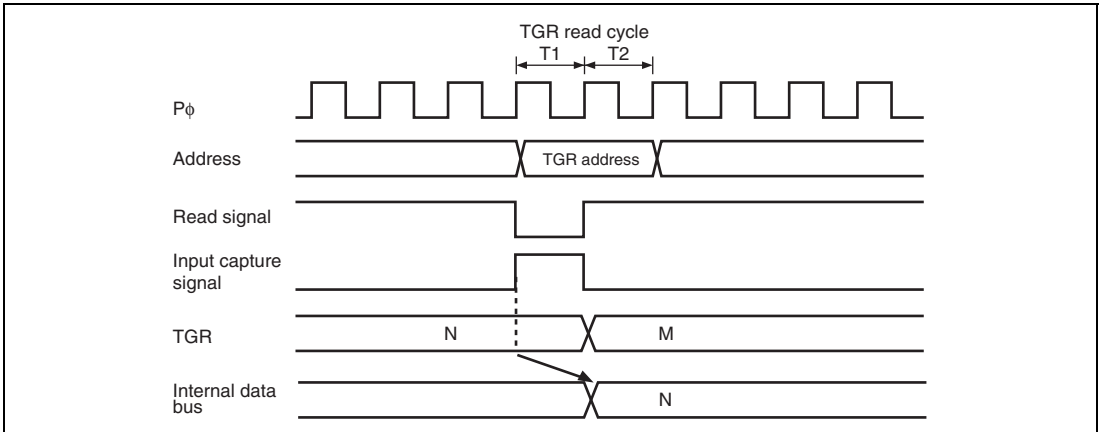 TGR read cycle
T1 T2
Pϕ
Address
TGR address
Read signal
Input capture
signal
TGR
N M
Internal data
bus
N